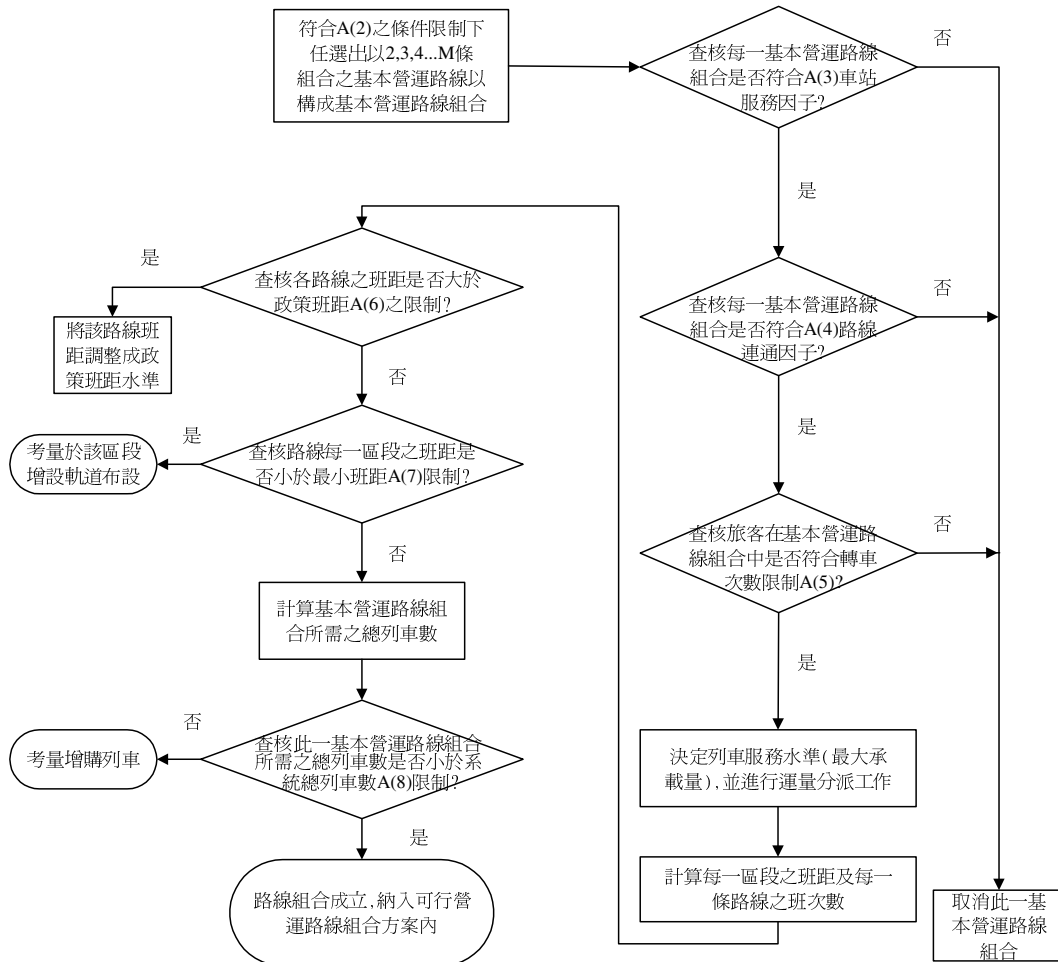 符合A(2)之條件限制下
任選出以2,3,4...M條
組合之基本營運路線以
構成基本營運路線組合
查核每一基本營運路線
組合是否符合A(3)車站
服務因子?
否
是
查核每一基本營運路線
組合是否符合A(4)路線
連通因子?
否
是
查核旅客在基本營運路
線組合中是否符合轉車
次數限制A(5)?
否
是
決定列車服務水準(最大承
載量),並進行運量分派工作
計算每一區段之班距及每一
條路線之班次數
取消此一基
本營運路線
組合
查核各路線之班距是否大於
政策班距A(6)之限制?
是
將該路線班
距調整成政
策班距水準
否
查核路線每一區段之班距是
否小於最小班距A(7)限制?
是
考量於該區段
增設軌道布設
否
計算基本營運路線組
合所需之總列車數
查核此一基本營運路線組合
所需之總列車數是否小於系
統總列車數A(8)限制?
否
考量增購列車
是
路線組合成立,納入可行營
運路線組合方案內